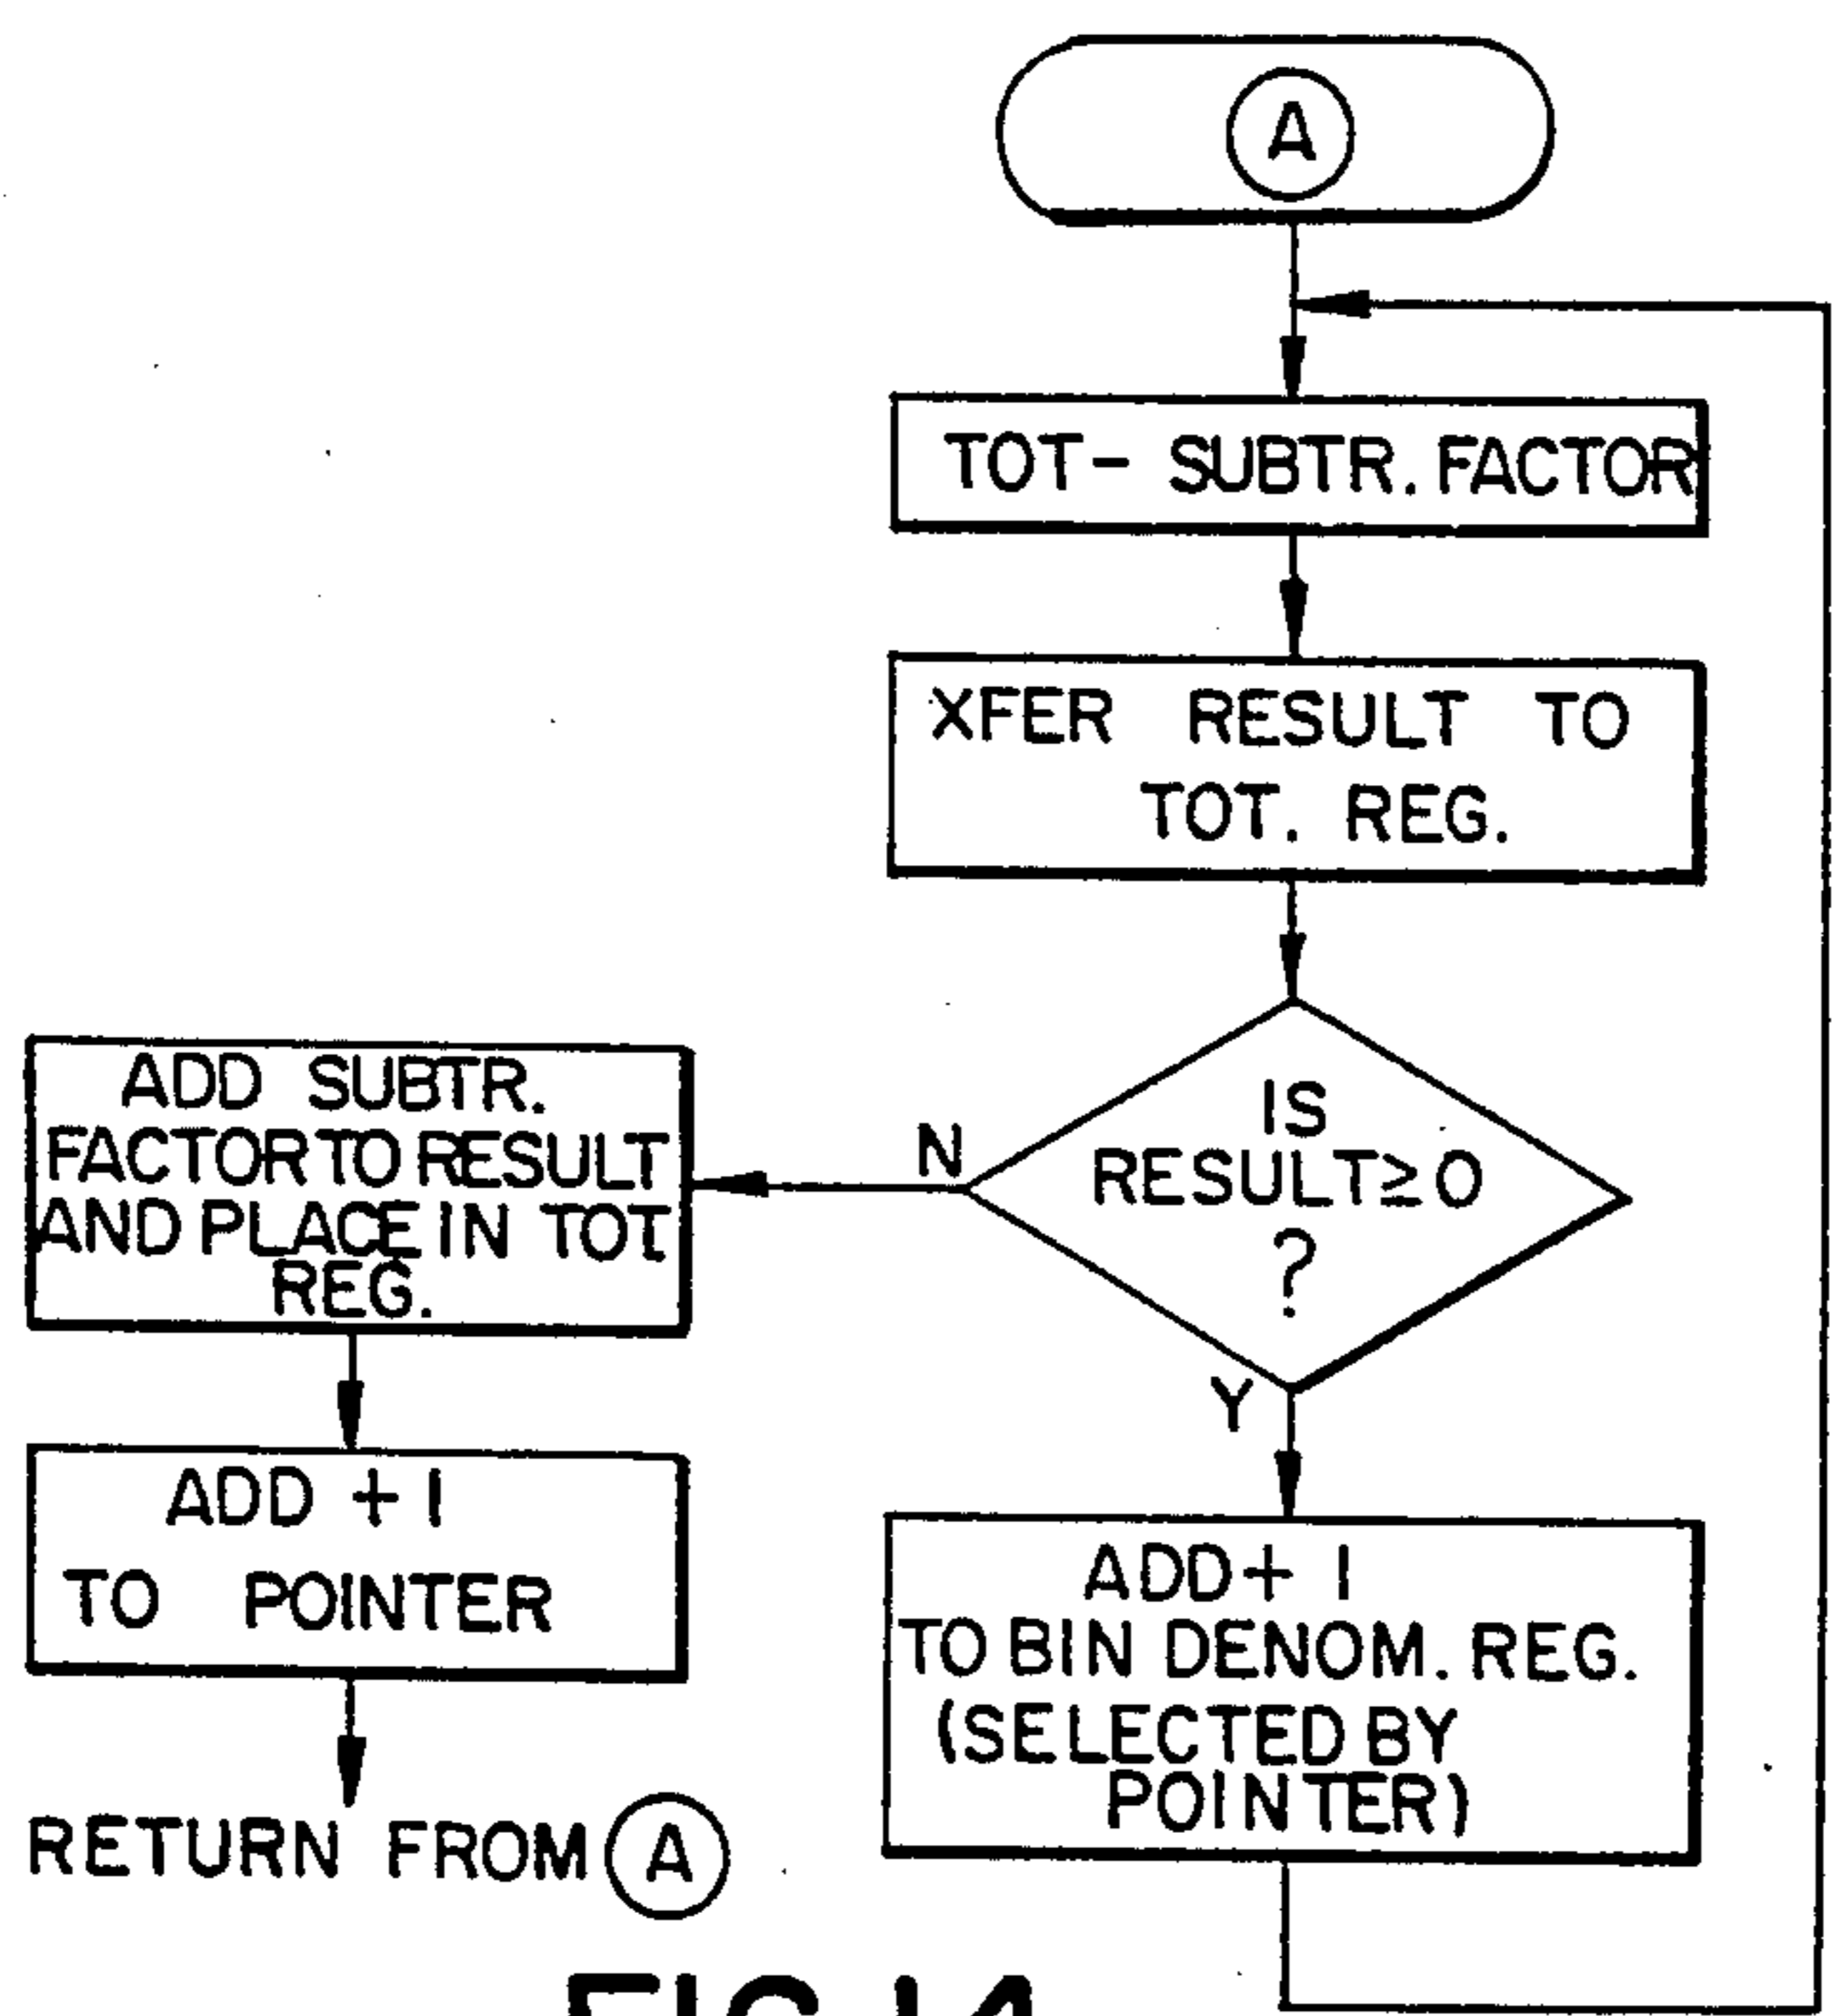 A
TOT- SUBTR. FACTOR
XFER RESULT TO
TOT. REG.
IS
RESULT≥0
?
N
Y
ADD SUBTR.
FACTOR TO RESULT
AND PLACE IN TOT
REG.
ADD +1
TO POINTER
RETURN FROM A
ADD+ 1
TO BIN DENOM. REG.
(SELECTED BY
POINTER)